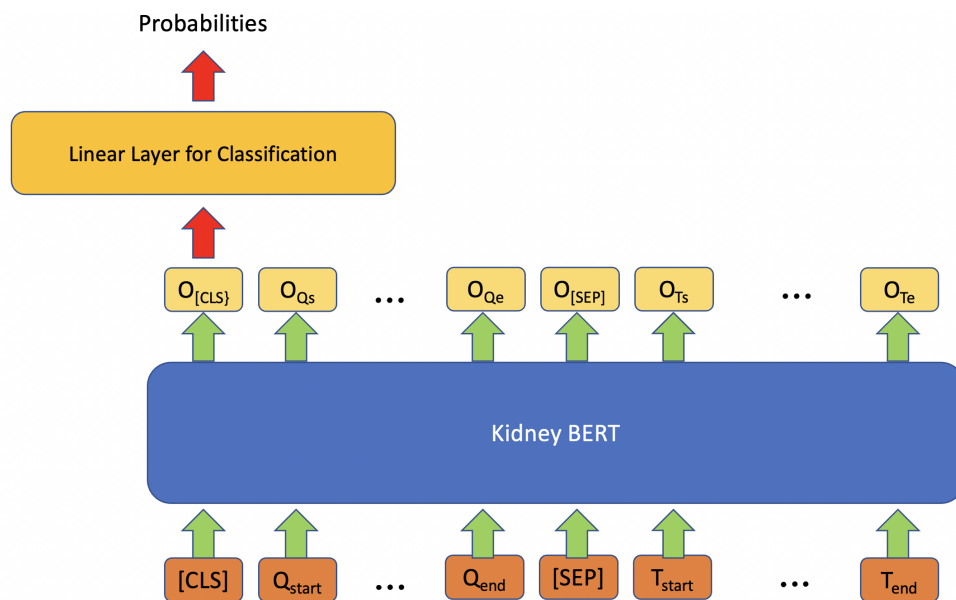 Probabilities
Linear Layer for Classification
O[CLS} OQs ... OQe O[SEP] OTs ... OTe
Kidney BERT
[CLS] Qstart ... Qend [SEP] Tstart ... Tend